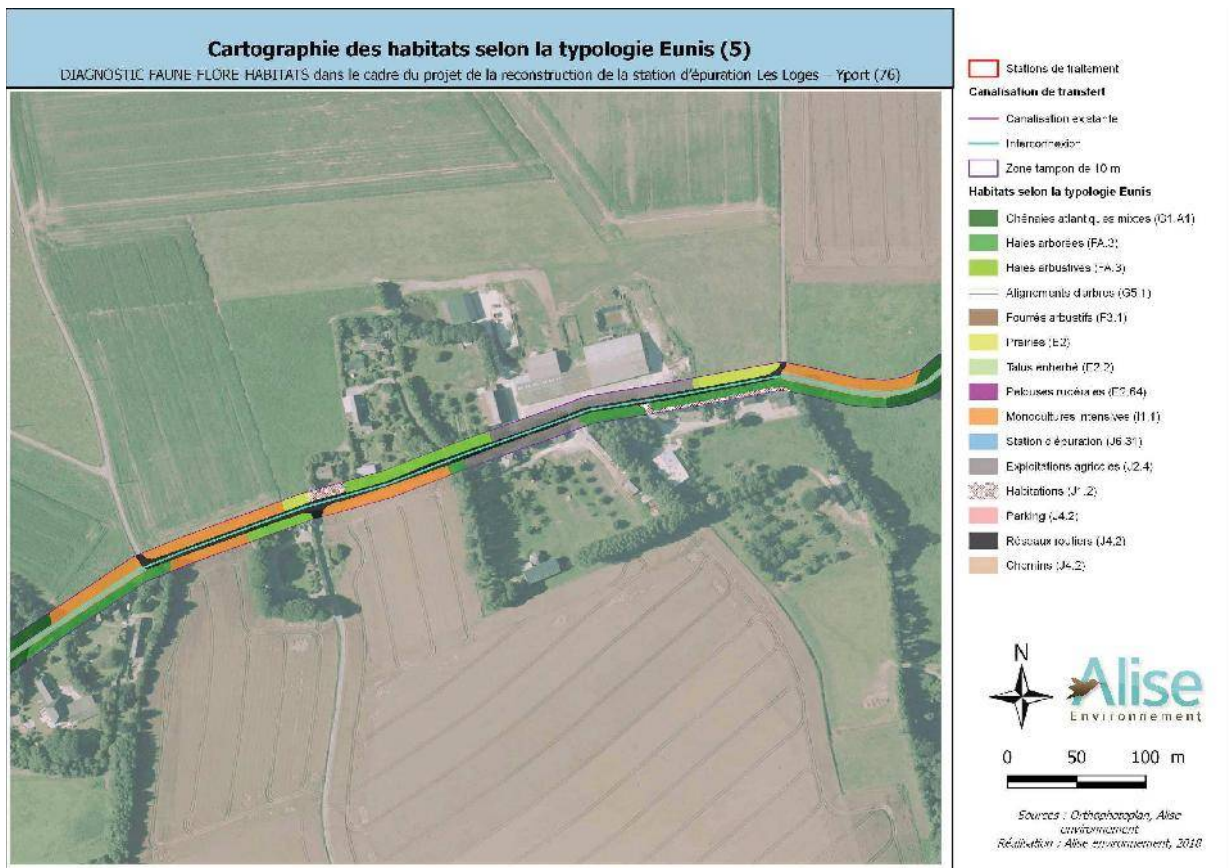 Cartographie des habitats selon la typologie Eunis (5)
DIAGNOSTIC FAUNE FLORE HABITATS dans le cadre du projet de la reconstruction de la station d'épuration Les Loges - Yport (76)
Stations de traitement
Canalisation de transfert
Canalisation existante
Interconnexion
Zone tampon de 10 m
Habitats selon la typologie Eunis
Chênaies atlantiques mixtes (G1.A1)
Haies arborées (FA.3)
Haies arbustives (FA.3)
Alignements d'arbres (G5.1)
Fourrés arbustifs (F3.1)
Prairies (E2)
Talus enherbé (E2.2)
Pelouses rudérales (E2.64)
Monocultures intensives (I1.1)
Station d'épuration (J6.31)
Exploitations agricoles (J2.4)
Habitations (J1.2)
Parking (J4.2)
Réseaux routiers (J4.2)
Chemins (J4.2)
N
Alise
Environnement
0 50 100 m
Sources : Orthophotoplan, Alise
environnement
Réalisation : Alise environnement, 2018